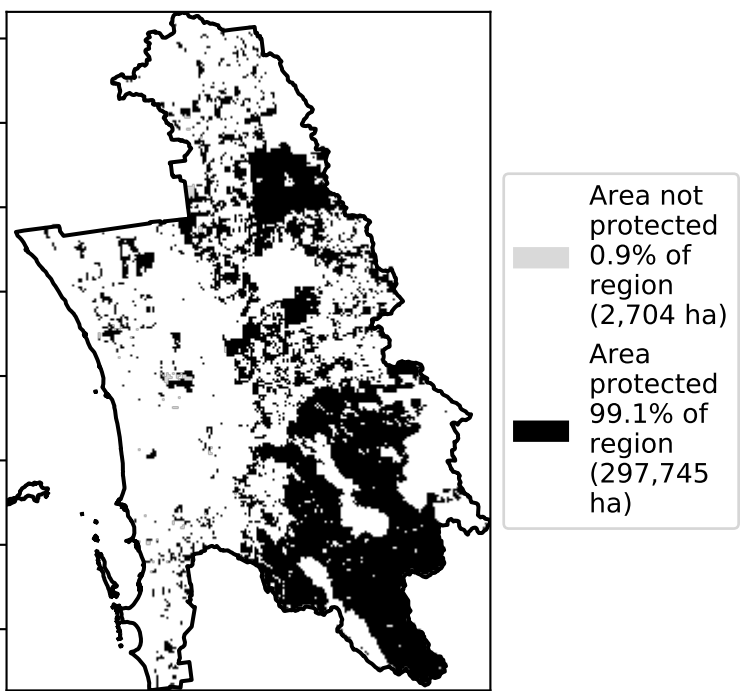 Area not
protected
0.9% of
region
(2,704 ha)
Area
protected
99.1% of
region
(297,745
ha)